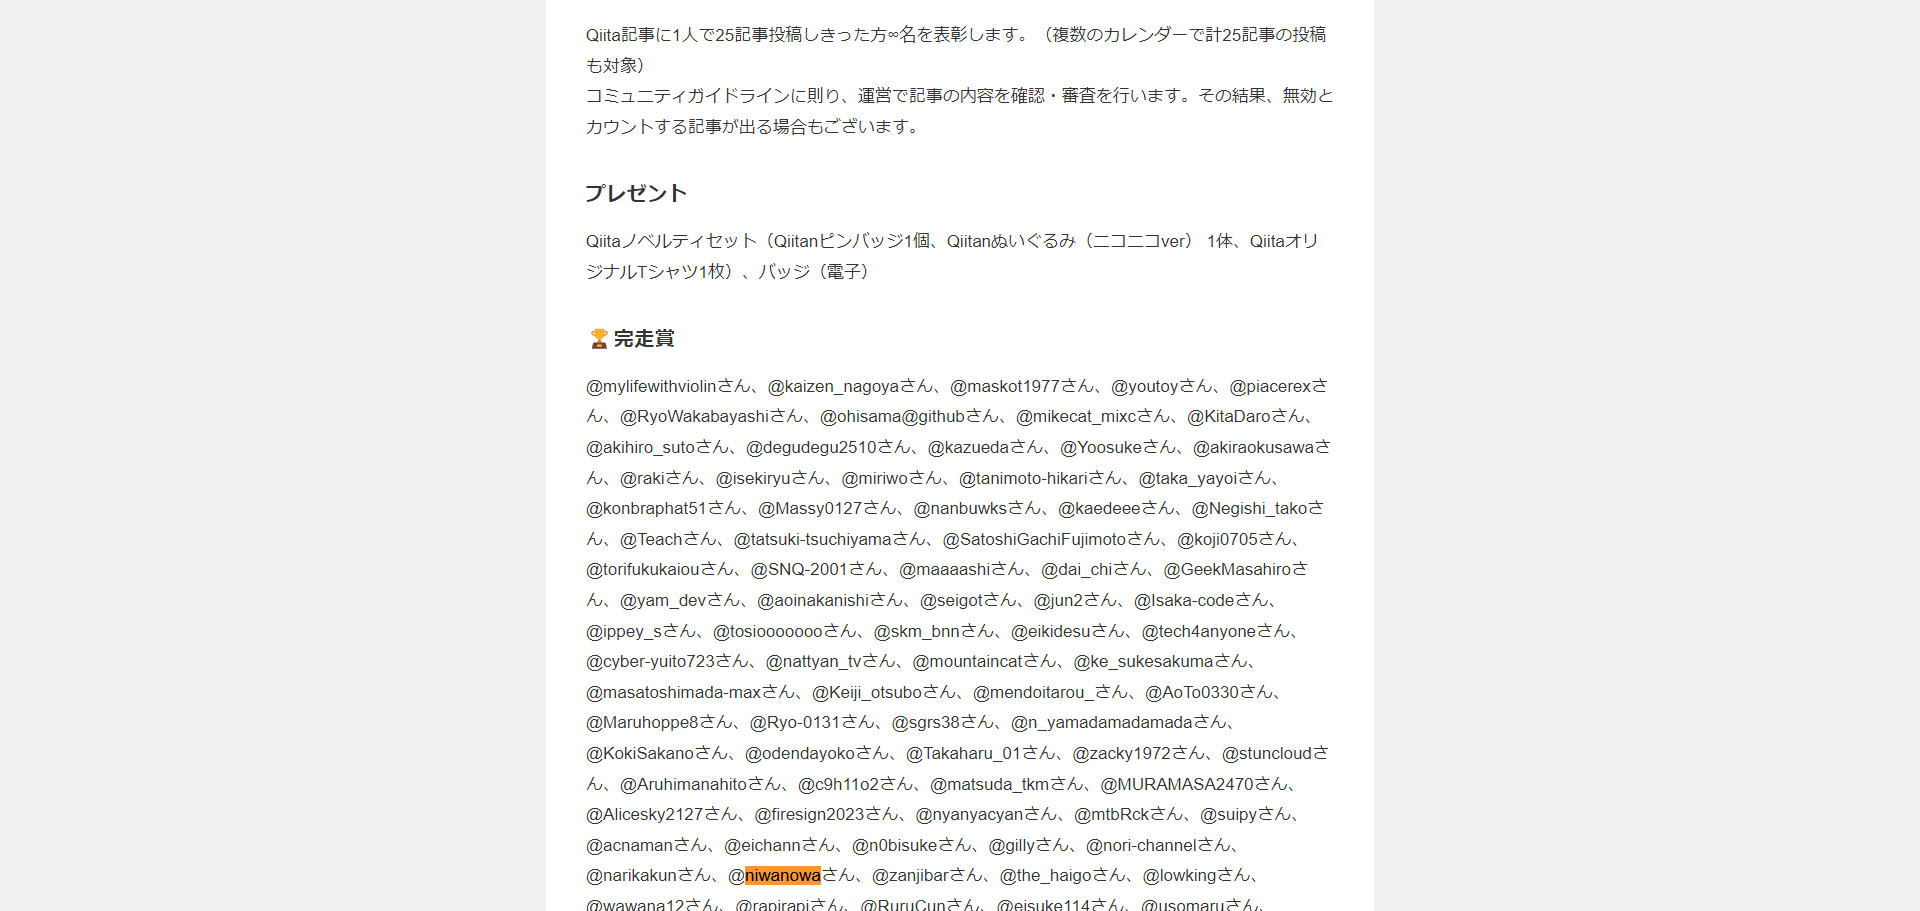 Qiita記事に1人で25記事投稿しきった方∞名を表彰します。（複数のカレンダーで計25記事の投稿
も対象）
コミュニティガイドラインに則り、運営で記事の内容を確認・審査を行います。その結果、無効と
カウントする記事が出る場合もございます。
プレゼント
Qiitaノベルティセット（Qiitanピンバッジ1個、Qiitanぬいぐるみ（ニコニコver） 1体、Qiitaオリ
ジナルTシャツ1枚）、バッジ（電子）
🏆完走賞
@mylifewithviolinさん、@kaizen_nagoyaさん、@maskot1977さん、@youtoyさん、@piacerexさ
ん、@RyoWakabayashiさん、@ohisama@githubさん、@mikecat_mixcさん、@KitaDaroさん、
@akihiro_sutoさん、@degudegu2510さん、@kazuedaさん、@Yoosukeさん、@akiraokusawaさ
ん、@rakiさん、@isekiryuさん、@miriwoさん、@tanimoto-hikariさん、@taka_yayoiさん、
@konbraphat51さん、@Massy0127さん、@nanbuwksさん、@kaedeeeさん、@Negishi_takoさ
ん、@Teachさん、@tatsuki-tsuchiyamaさん、@SatoshiGachiFujimotoさん、@koji0705さん、
@torifukukaiouさん、@SNQ-2001さん、@maaaashiさん、@dai_chiさん、@GeekMasahiroさ
ん、@yam_devさん、@aoinakanishiさん、@seigotさん、@jun2さん、@Isaka-codeさん、
@ippey_sさん、@tosioooooooさん、@skm_bnnさん、@eikidesuさん、@tech4anyoneさん、
@cyber-yuito723さん、@nattyan_tvさん、@mountaincatさん、@ke_sukesakumaさん、
@masatoshimada-maxさん、@Keiji_otsuboさん、@mendoitarou_さん、@AoTo0330さん、
@Maruhoppe8さん、@Ryo-0131さん、@sgrs38さん、@n_yamadamadamadaさん、
@KokiSakanoさん、@odendayokoさん、@Takaharu_01さん、@zacky1972さん、@stuncloudさ
ん、@Aruhimanahitoさん、@c9h11o2さん、@matsuda_tkmさん、@MURAMASA2470さん、
@Alicesky2127さん、@firesign2023さん、@nyanyacyanさん、@mtbRckさん、@suipyさん、
@acnamanさん、@eichannさん、@n0bisukeさん、@gillyさん、@nori-channelさん、
@narikakunさん、@niwanowaさん、@zanjibarさん、@the_haigoさん、@lowkingさん、
@wawana12さん、@rapirapiさん、@RuruCunさん、@eisuke114さん、@usomaruさん、